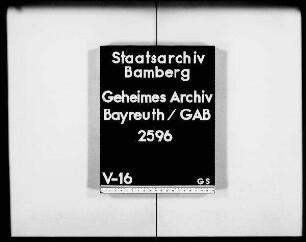 Staatsarchiv
Bamberg
Geheimes Archiv
Bayreuth / GAB
2596
V-16 GS